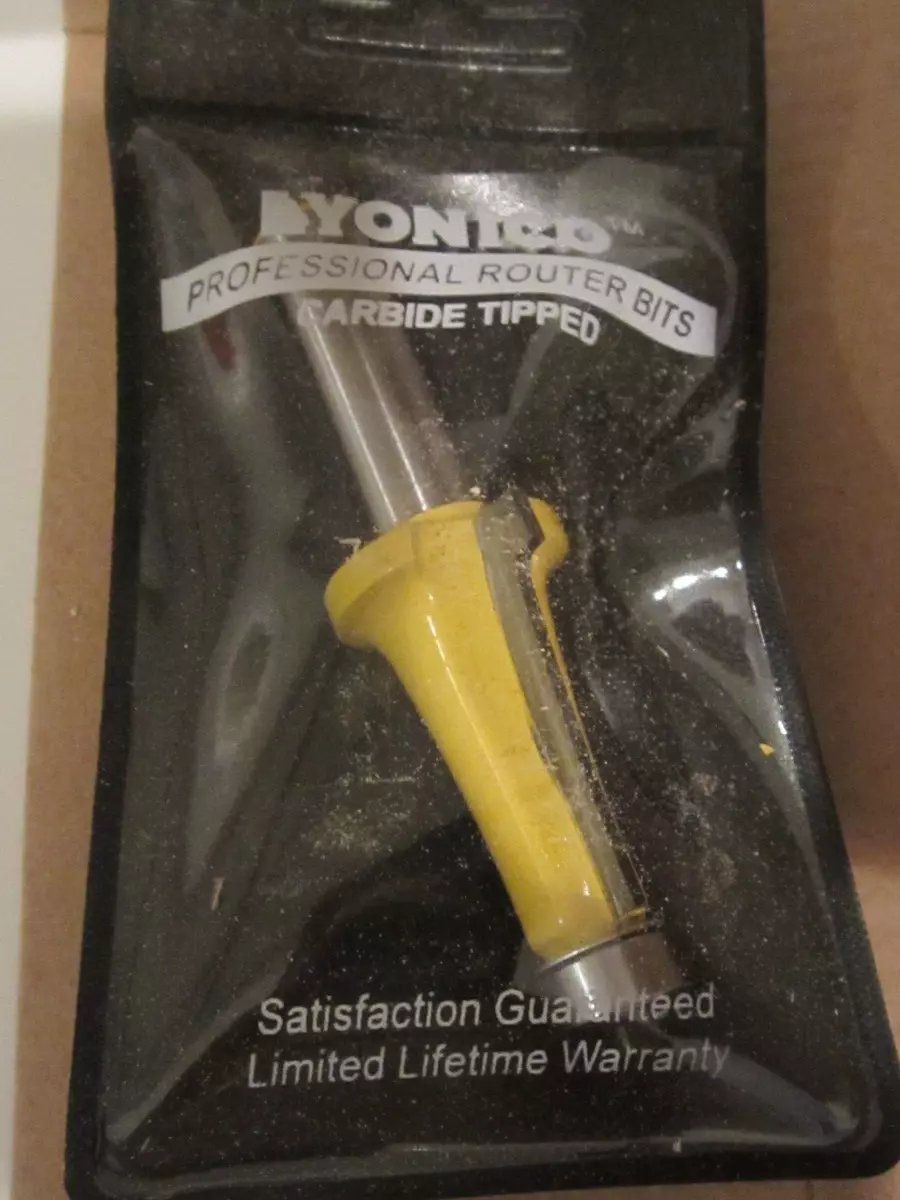 YONICO™
PROFESSIONAL ROUTER BITS
CARBIDE TIPPED
Satisfaction Guaranteed
Limited Lifetime Warranty